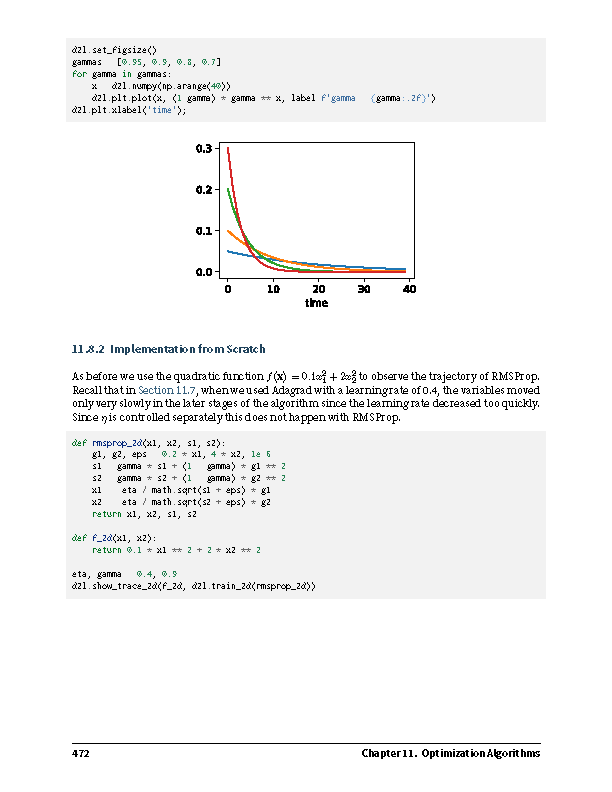 d2l.set_figsize()
gammas [0.95, 0.9, 0.8, 0.7]
for gamma in gammas:
x d2l.numpy(np.arange(40))
d2l.plt.plot(x, (1 gamma) * gamma ** x, label f'gamma {gamma:.2f}')
d2l.plt.xlabel('time');
0.3
0.2
0.1
0.0
0 10 20 30 40
time
11.8.2 Implementation from Scratch
As before we use the quadratic function f(x) = 0.1x₁² + 2x₂² to observe the trajectory of RMSProp.
Recall that in Section 11.7, when we used Adagrad with a learning rate of 0.4, the variables moved
only very slowly in the later stages of the algorithm since the learning rate decreased too quickly.
Since η is controlled separately this does not happen with RMSProp.
def rmsprop_2d(x1, x2, s1, s2):
g1, g2, eps 0.2 * x1, 4 * x2, 1e 6
s1 gamma * s1 + (1 gamma) * g1 ** 2
s2 gamma * s2 + (1 gamma) * g2 ** 2
x1 eta / math.sqrt(s1 + eps) * g1
x2 eta / math.sqrt(s2 + eps) * g2
return x1, x2, s1, s2
def f_2d(x1, x2):
return 0.1 * x1 ** 2 + 2 * x2 ** 2
eta, gamma 0.4, 0.9
d2l.show_trace_2d(f_2d, d2l.train_2d(rmsprop_2d))
472 Chapter 11. Optimization Algorithms